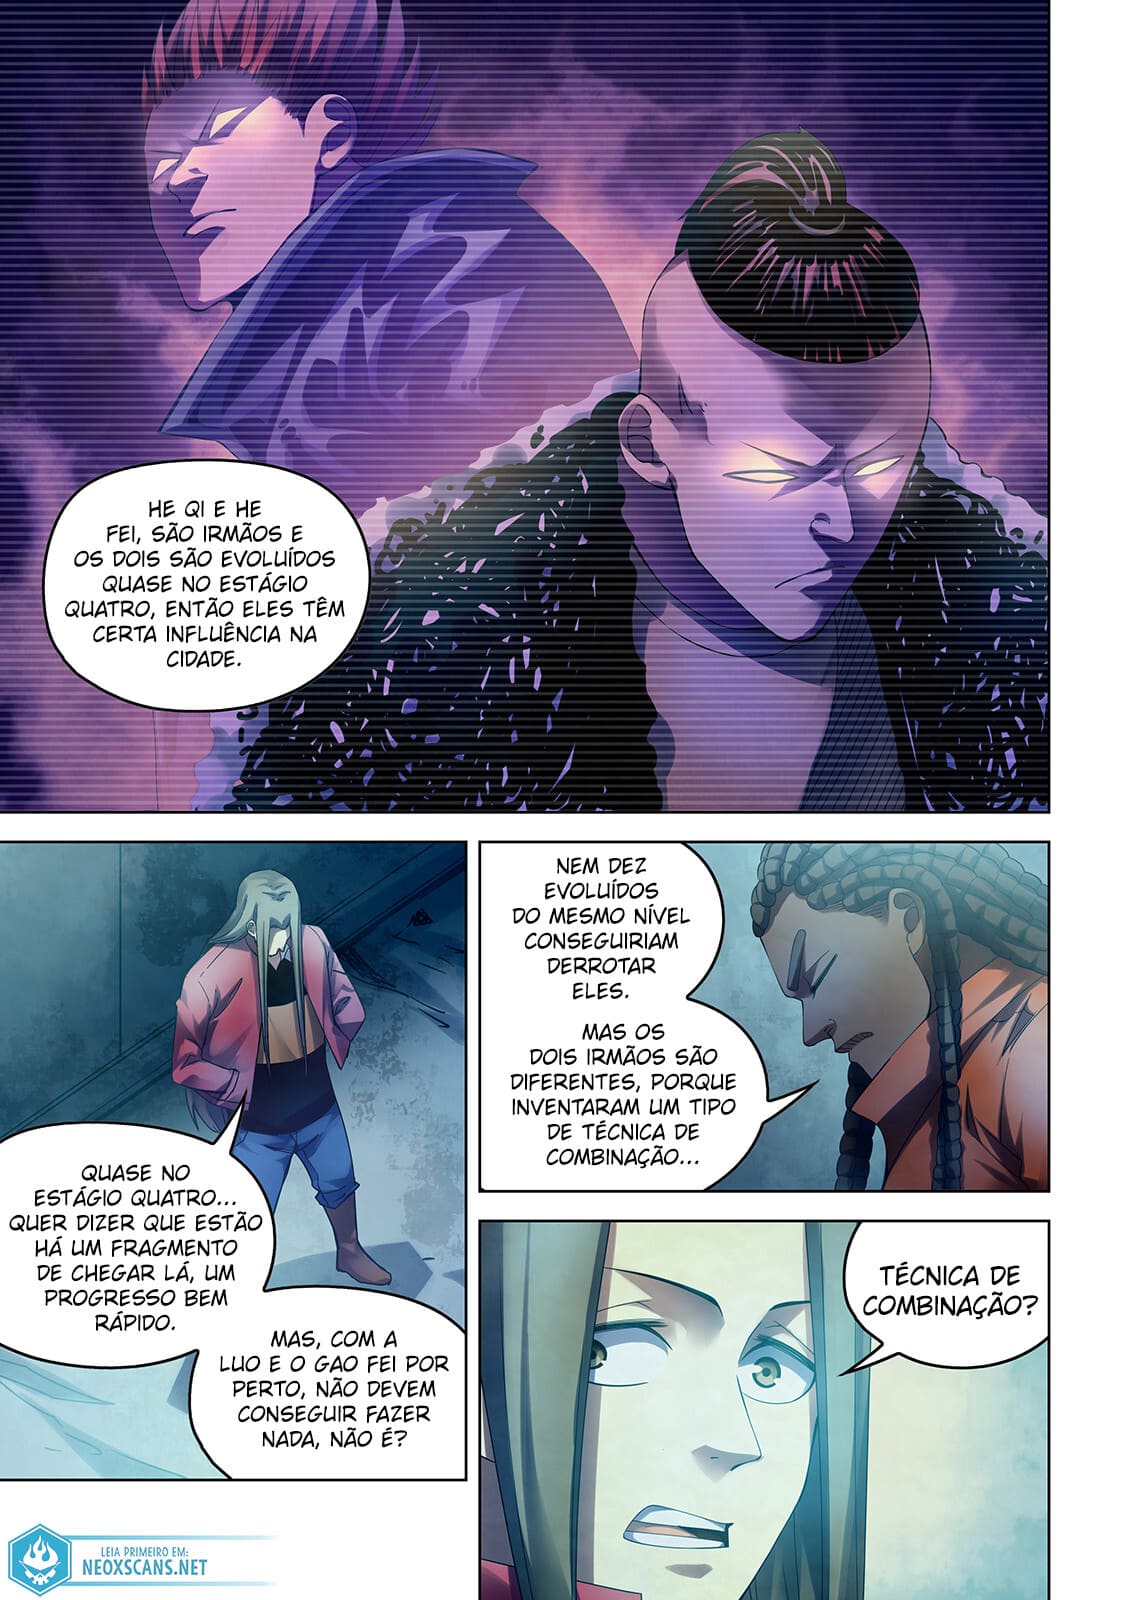 HE QI E HE
FEI, SÃO IRMÃOS E
OS DOIS SÃO EVOLUÍDOS
QUASE NO ESTÁGIO
QUATRO, ENTÃO ELES TÊM
CERTA INFLUÊNCIA NA
CIDADE.
QUASE NO
ESTÁGIO QUATRO...
QUER DIZER QUE ESTÃO
HÁ UM FRAGMENTO
DE CHEGAR LÁ, UM
PROGRESSO BEM
RÁPIDO.
MAS, COM A
LUO E O GAO FEI POR
PERTO, NÃO DEVEM
CONSEGUIR FAZER
NADA, NÃO É?
NEM DEZ
EVOLUÍDOS
DO MESMO NÍVEL
CONSEGUIRIAM
DERROTAR
ELES.
MAS OS
DOIS IRMÃOS SÃO
DIFERENTES, PORQUE
INVENTARAM UM TIPO
DE TÉCNICA DE
COMBINAÇÃO...
TÉCNICA DE
COMBINAÇÃO?
LEIA PRIMEIRO EM:
NEOXSCANS.NET